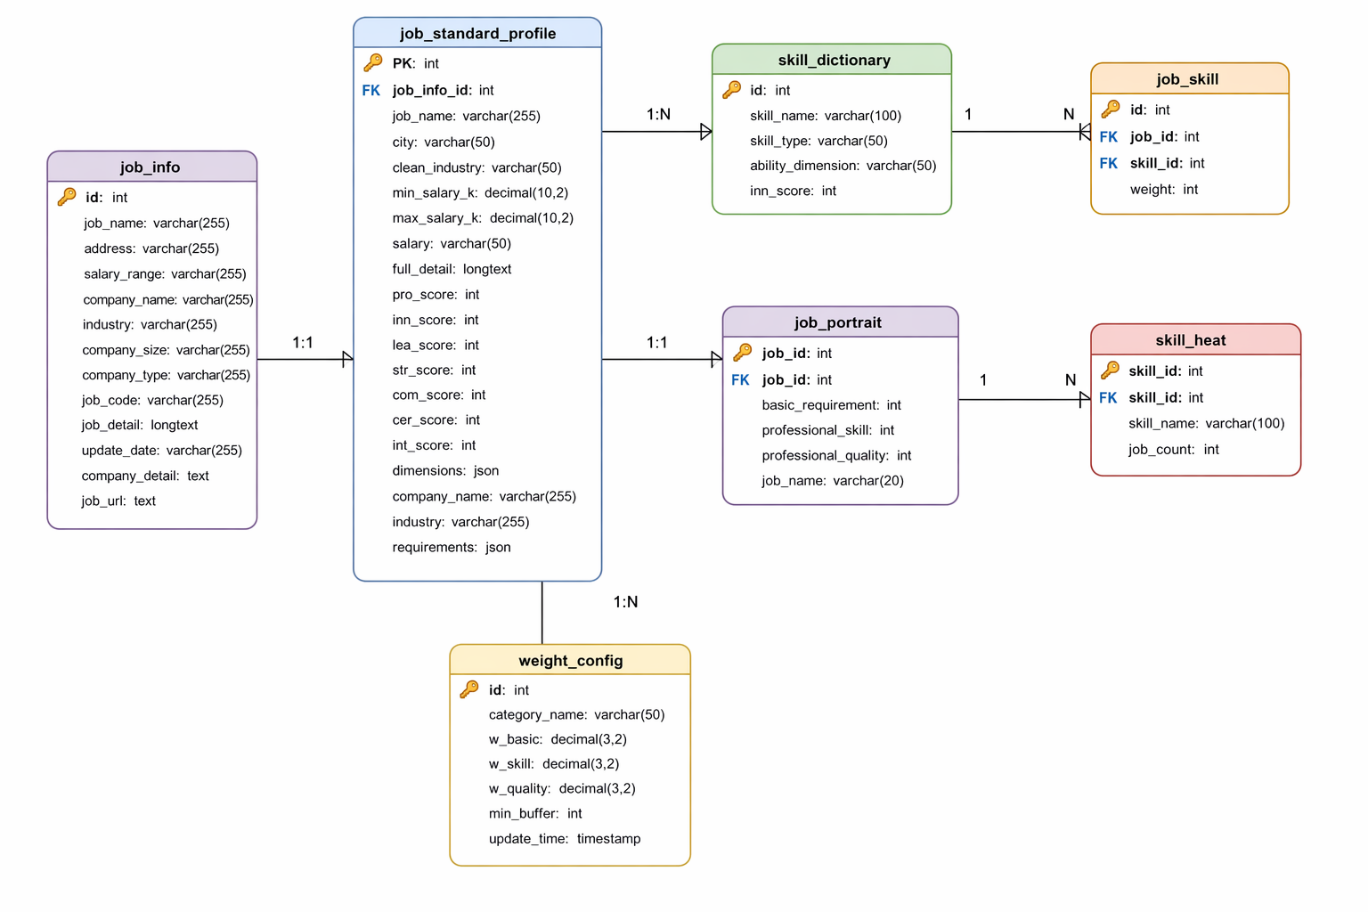 job_info
id: int
job_name: varchar(255)
address: varchar(255)
salary_range: varchar(255)
company_name: varchar(255)
industry: varchar(255)
company_size: varchar(255)
company_type: varchar(255)
job_code: varchar(255)
job_detail: longtext
update_date: varchar(255)
company_detail: text
job_url: text
1:1
job_standard_profile
PK: int
FK job_info_id: int
job_name: varchar(255)
city: varchar(50)
clean_industry: varchar(50)
min_salary_k: decimal(10,2)
max_salary_k: decimal(10,2)
salary: varchar(50)
full_detail: longtext
pro_score: int
inn_score: int
lea_score: int
str_score: int
com_score: int
cer_score: int
int_score: int
dimensions: json
company_name: varchar(255)
industry: varchar(255)
requirements: json
1:N
skill_dictionary
id: int
skill_name: varchar(100)
skill_type: varchar(50)
ability_dimension: varchar(50)
inn_score: int
1 N
job_skill
id: int
FK job_id: int
FK skill_id: int
weight: int
1:1
job_portrait
job_id: int
FK job_id: int
basic_requirement: int
professional_skill: int
professional_quality: int
job_name: varchar(20)
1 N
skill_heat
skill_id: int
FK skill_id: int
skill_name: varchar(100)
job_count: int
1:N
weight_config
id: int
category_name: varchar(50)
w_basic: decimal(3,2)
w_skill: decimal(3,2)
w_quality: decimal(3,2)
min_buffer: int
update_time: timestamp